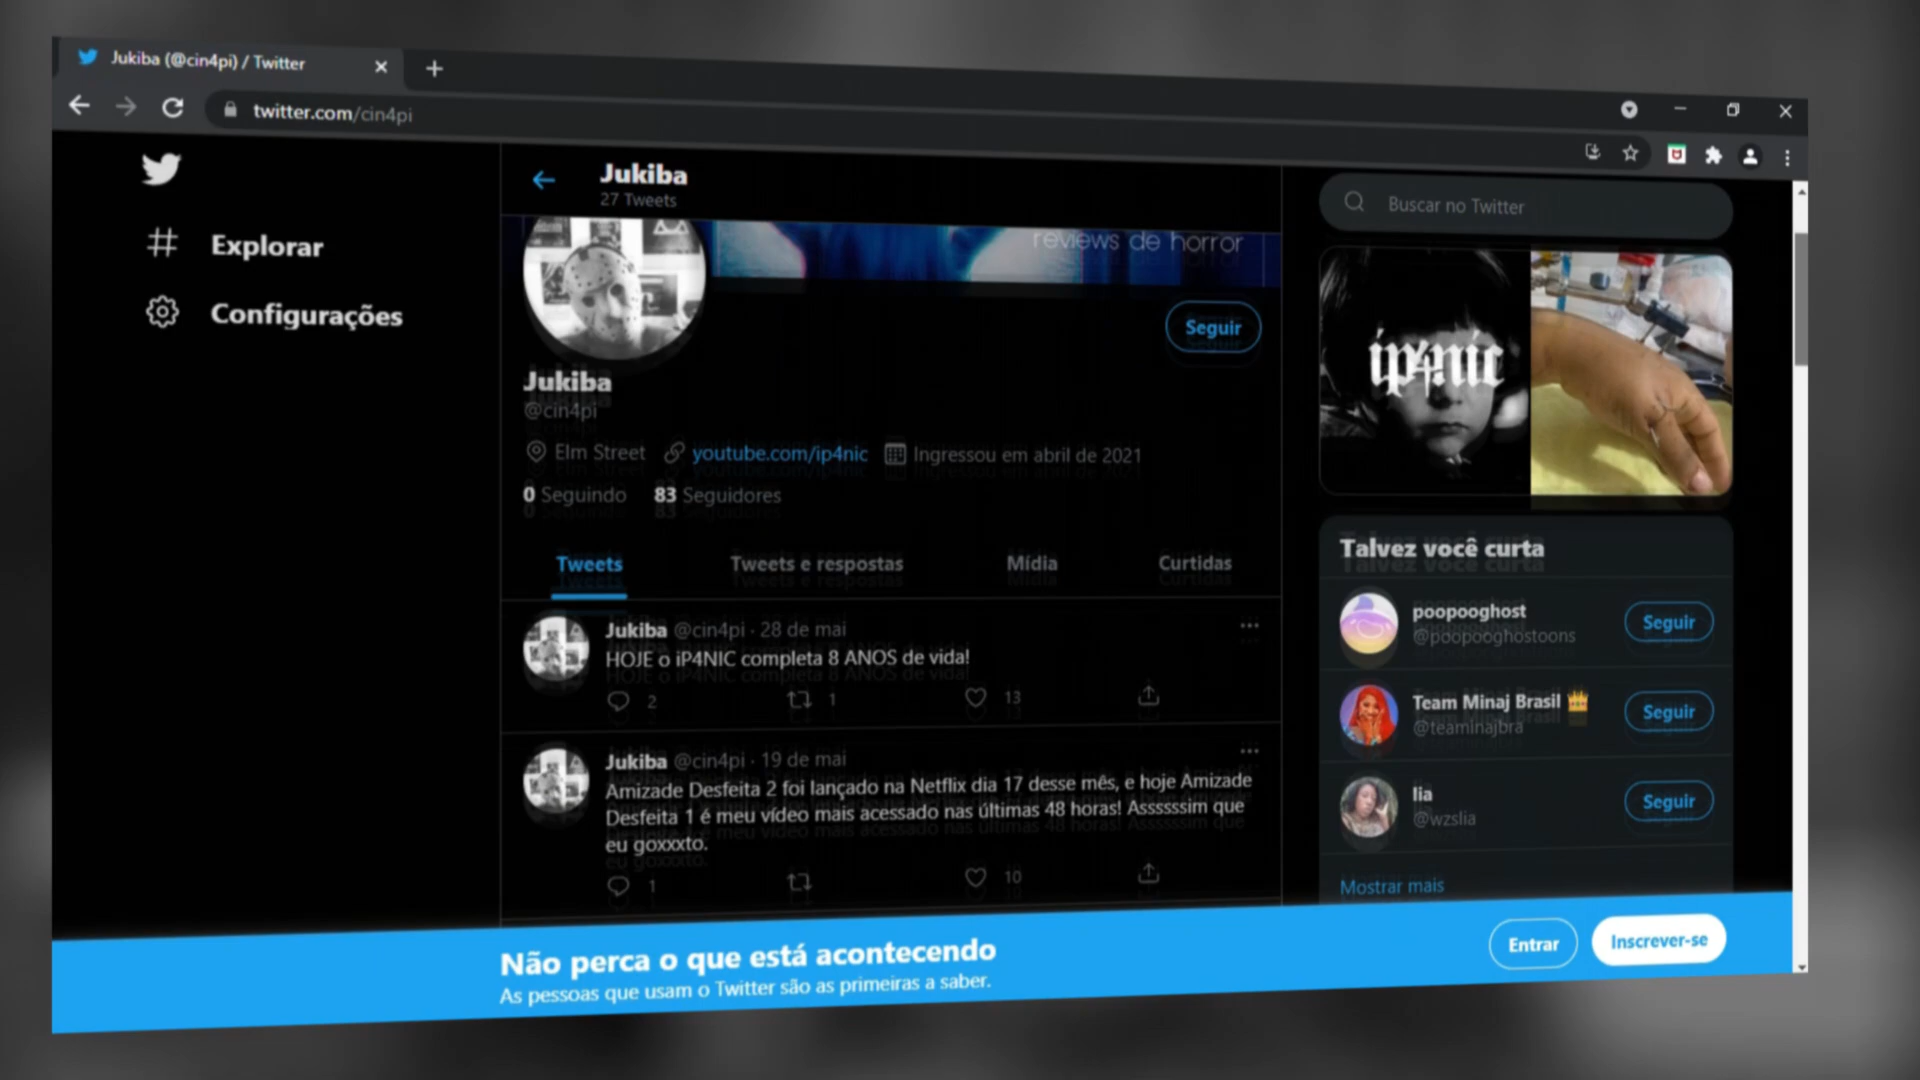 Jukiba (@cin4pi) / Twitter
twitter.com/cin4pi
Explorar
Configurações
Jukiba
27 Tweets
reviews de horror
Seguir
Jukiba
@cin4pi
Elm Street youtube.com/ip4nic Ingressou em abril de 2021
0 Seguindo 83 Seguidores
Tweets Tweets e respostas Mídia Curtidas
Jukiba @cin4pi · 28 de mai
HOJE o iP4NIC completa 8 ANOS de vida!
2 1 13
Jukiba @cin4pi · 19 de mai
Amizade Desfeita 2 foi lançado na Netflix dia 17 desse mês, e hoje Amizade
Desfeita 1 é meu vídeo mais acessado nas últimas 48 horas! Asssssssim que
eu goxxxto.
1 10
Buscar no Twitter
ip4nic
Talvez você curta
poopooghost
@poopooghostoons
Seguir
Team Minaj Brasil
@teaminajbra
Seguir
lia
@wzslia
Seguir
Mostrar mais
Não perca o que está acontecendo
As pessoas que usam o Twitter são as primeiras a saber.
Entrar
Inscrever-se